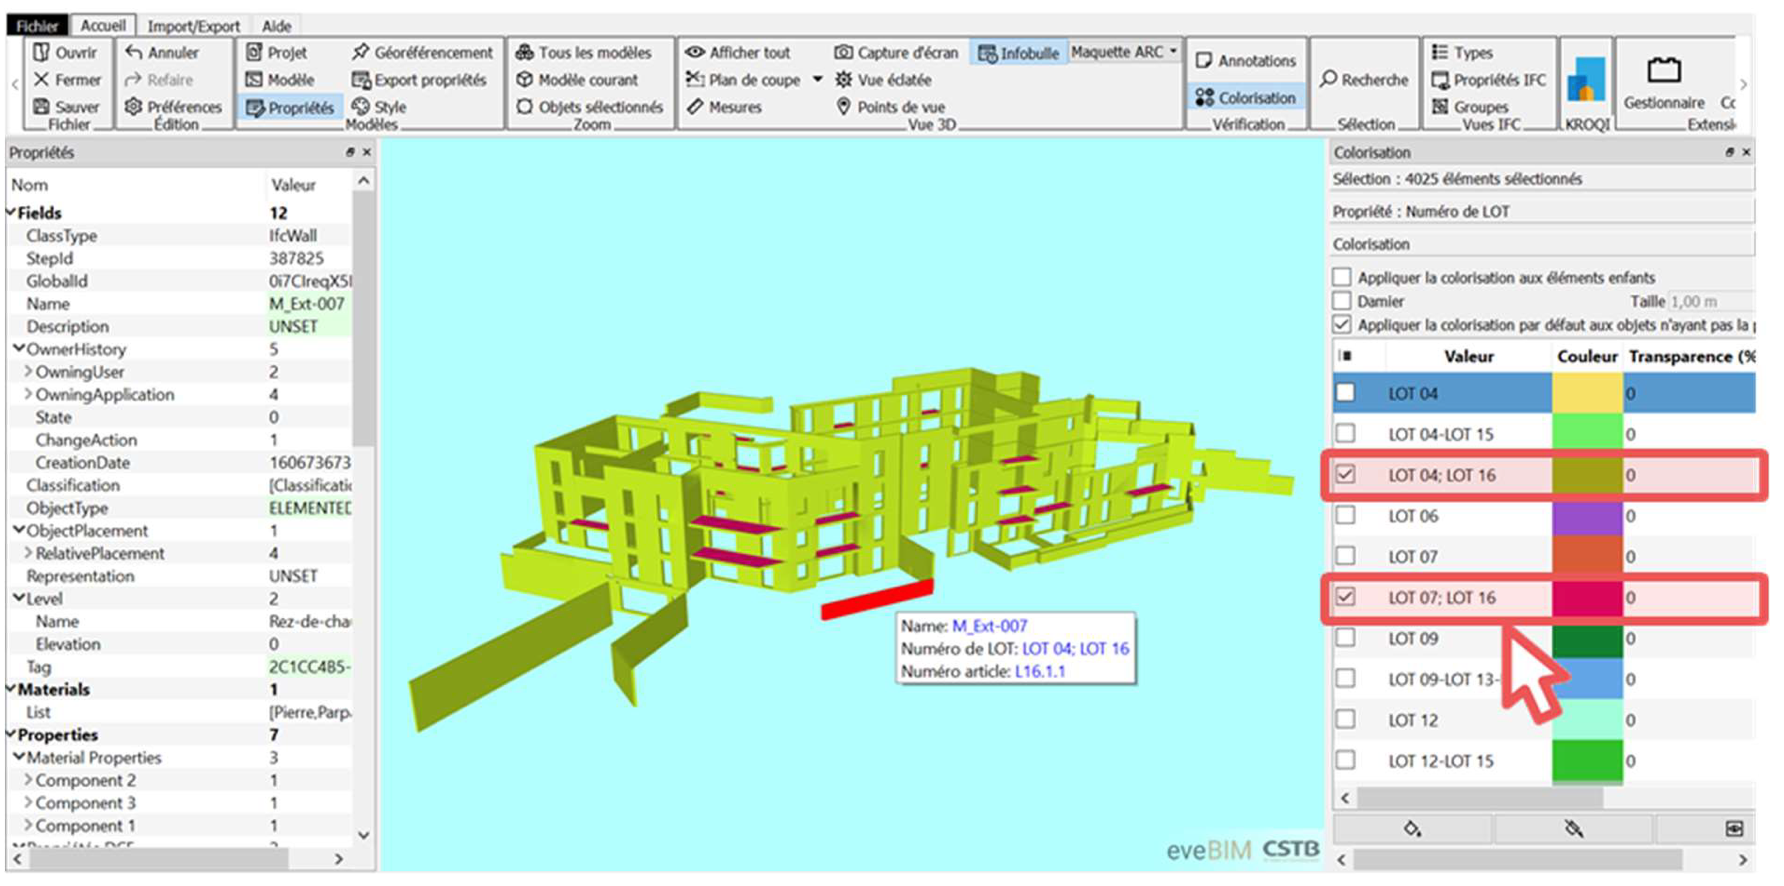 Fichier Accueil Import/Export Aide
Ouvrir Annuler Projet Géoréférencement Tous les modèles Afficher tout Capture d'écran Infobulle Maquette ARC Annotations Types
Fermer Refaire Modèle Export propriétés Modèle courant Plan de coupe Vue éclatée Recherche Propriétés IFC
Sauver Préférences Propriétés Style Objets sélectionnés Mesures Points de vue Colorisation Groupes Gestionnaire Cc
Fichier Édition Modèles Zoom Vue 3D Vérification Sélection Vues IFC KROQI Extensi
Propriétés
Nom Valeur
Fields 12
ClassType IfcWall
StepId 387825
GlobalId 0i7CIreqX5I
Name M_Ext-007
Description UNSET
OwnerHistory 5
OwningUser 2
OwningApplication 4
State 0
ChangeAction 1
CreationDate 160673673
Classification [Classificatic
ObjectType ELEMENTED
ObjectPlacement 1
RelativePlacement 4
Representation UNSET
Level 2
Name Rez-de-chau
Elevation 0
Tag 2C1CC4B5-
Materials 1
List [Pierre,Parp
Properties 7
Material Properties 3
Component 2 1
Component 3 1
Component 1 1
Name: M_Ext-007
Numéro de LOT: LOT 04; LOT 16
Numéro article: L16.1.1
eveBIM CSTB
Colorisation
Sélection : 4025 éléments sélectionnés
Propriété : Numéro de LOT
Colorisation
Appliquer la colorisation aux éléments enfants
Damier Taille 1,00 m
Appliquer la colorisation par défaut aux objets n'ayant pas la p
Valeur Couleur Transparence (%
LOT 04 0
LOT 04-LOT 15 0
LOT 04; LOT 16 0
LOT 06 0
LOT 07 0
LOT 07; LOT 16 0
LOT 09 0
LOT 09-LOT 13- 0
LOT 12 0
LOT 12-LOT 15 0